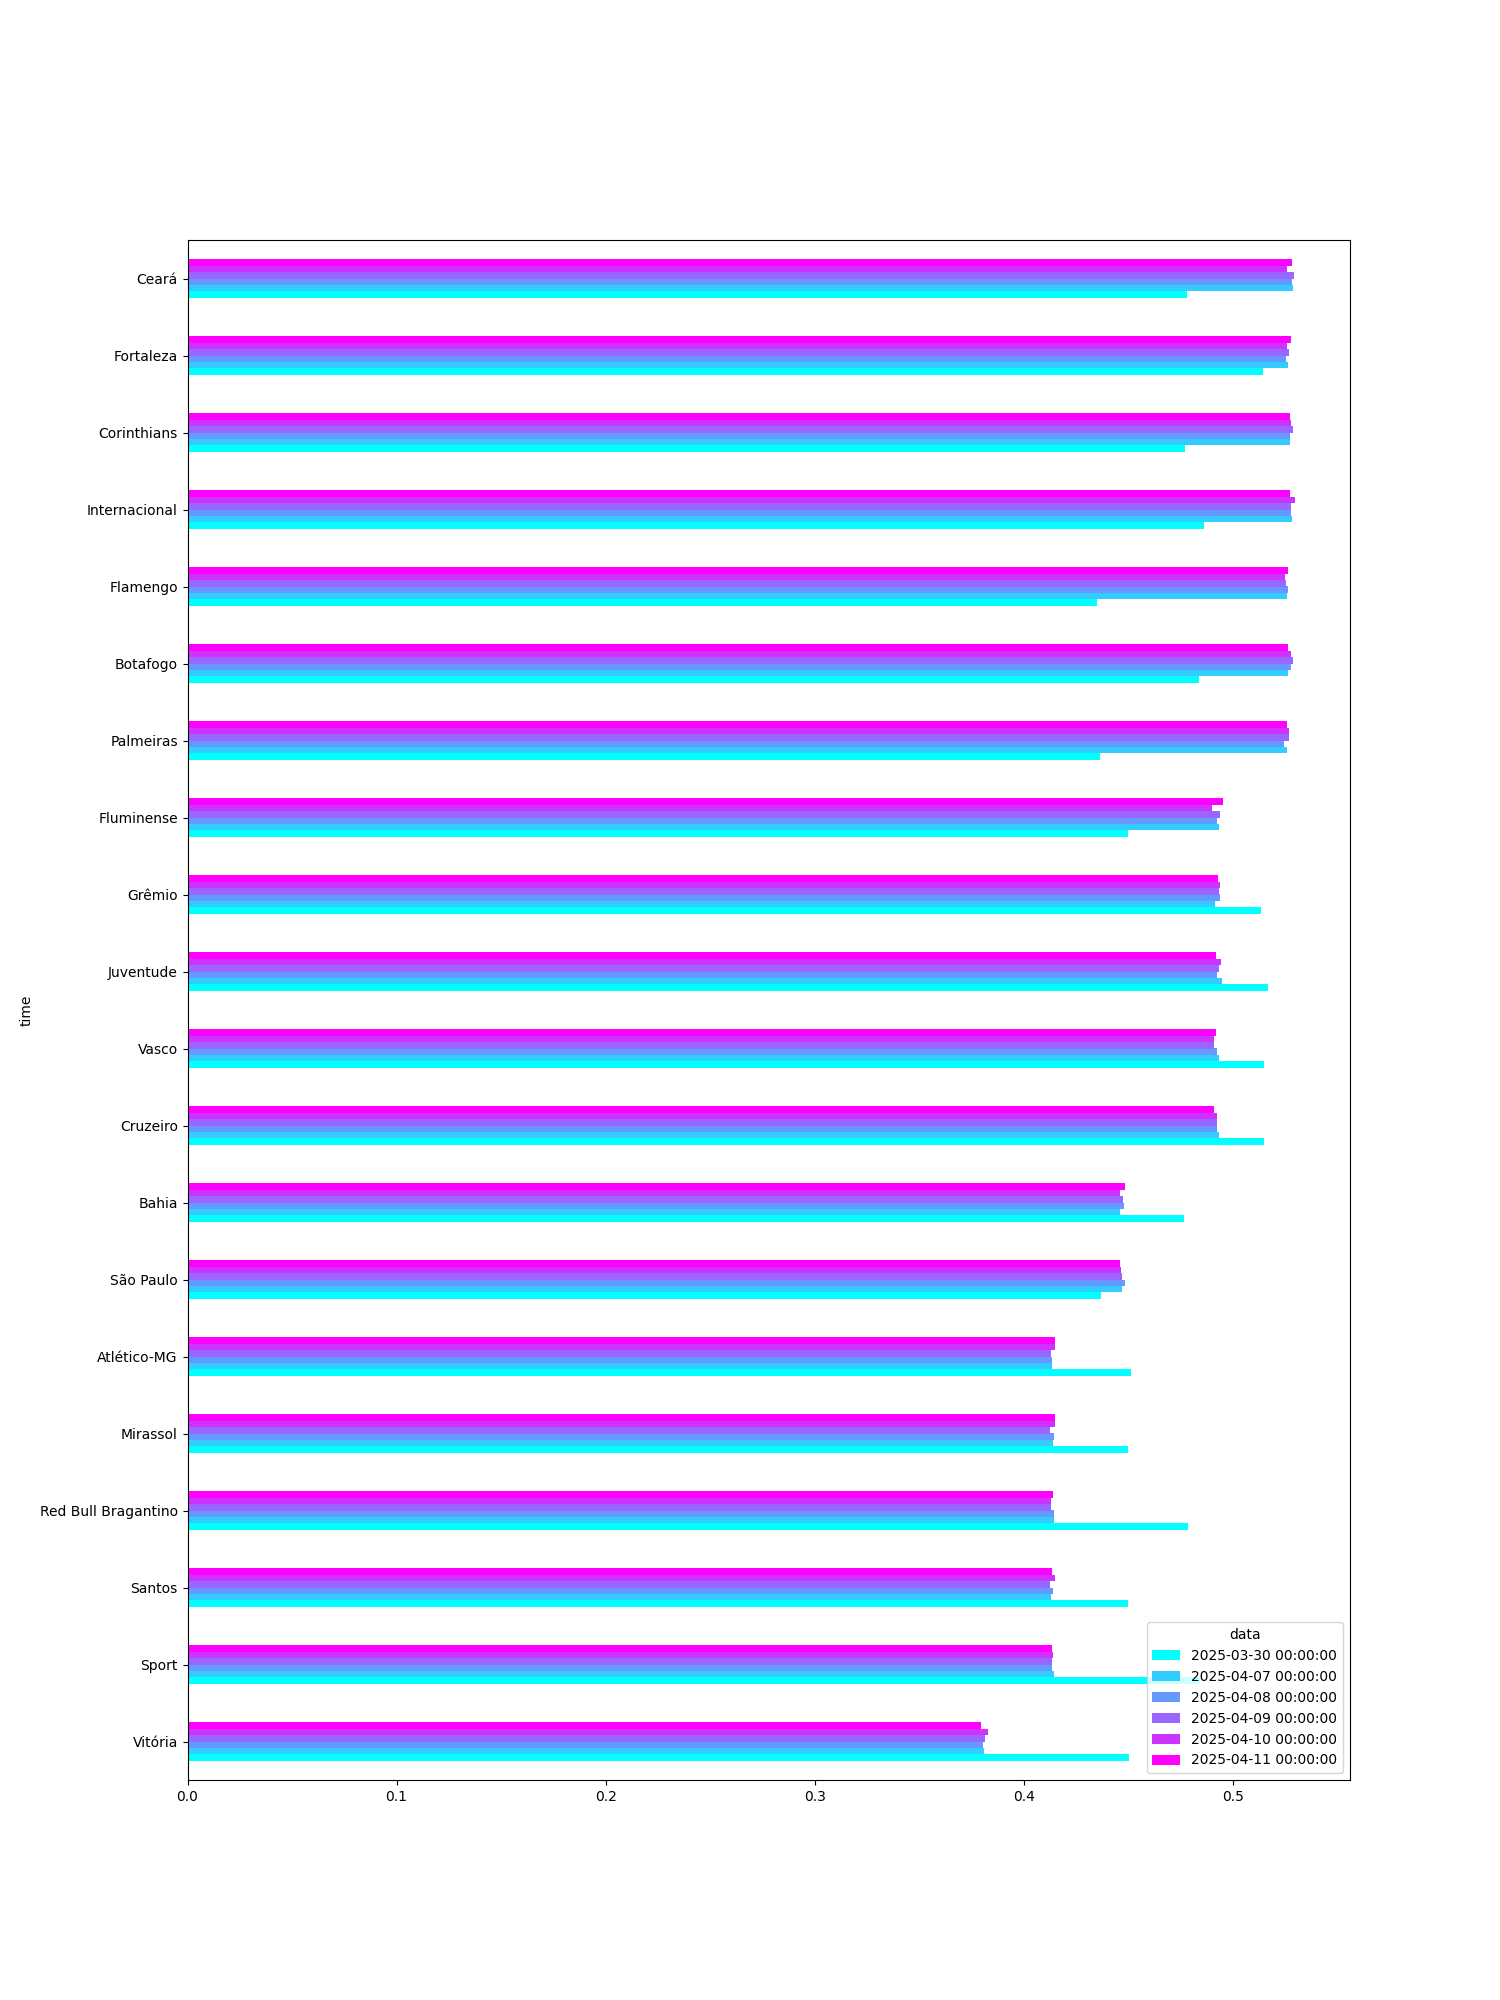 Ceará
Fortaleza
Corinthians
Internacional
Flamengo
Botafogo
Palmeiras
Fluminense
Grêmio
Juventude
time
Vasco
Cruzeiro
Bahia
São Paulo
Atlético-MG
Mirassol
Red Bull Bragantino
Santos
Sport
Vitória
data
2025-03-30 00:00:00
2025-04-07 00:00:00
2025-04-08 00:00:00
2025-04-09 00:00:00
2025-04-10 00:00:00
2025-04-11 00:00:00
0.0 0.1 0.2 0.3 0.4 0.5